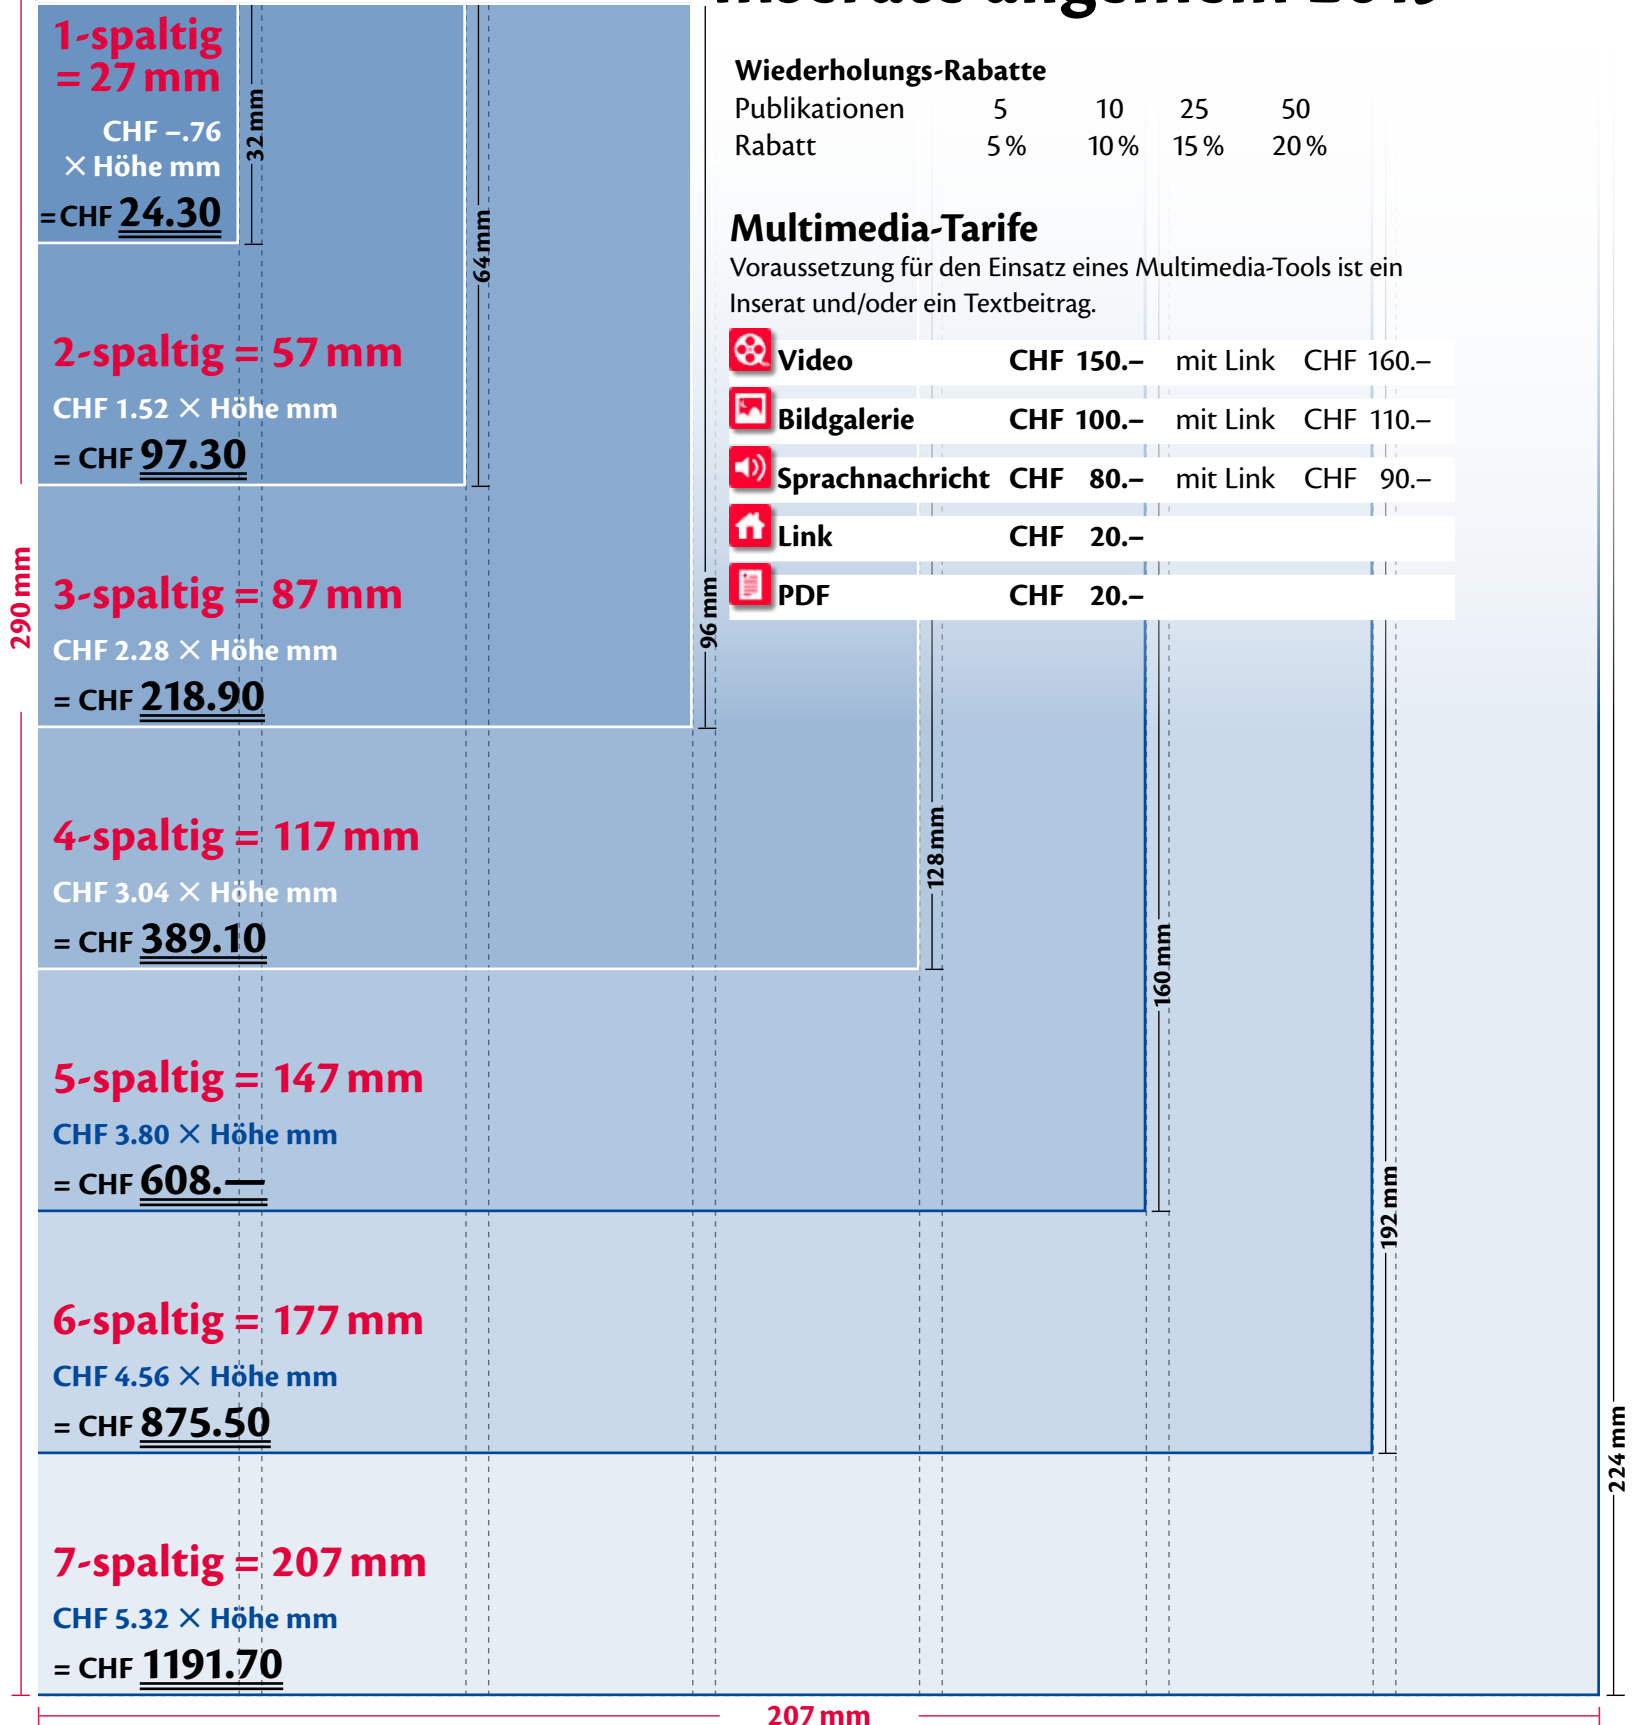 1-spaltig
= 27 mm
CHF –.76
× Höhe mm
= CHF 24.30
32 mm
2-spaltig = 57 mm
CHF 1.52 × Höhe mm
= CHF 97.30
64 mm
3-spaltig = 87 mm
CHF 2.28 × Höhe mm
= CHF 218.90
96 mm
4-spaltig = 117 mm
CHF 3.04 × Höhe mm
= CHF 389.10
128 mm
5-spaltig = 147 mm
CHF 3.80 × Höhe mm
= CHF 608.—
160 mm
6-spaltig = 177 mm
CHF 4.56 × Höhe mm
= CHF 875.50
192 mm
7-spaltig = 207 mm
CHF 5.32 × Höhe mm
= CHF 1191.70
224 mm
290 mm
207 mm
Wiederholungs-Rabatte
Publikationen 5 10 25 50
Rabatt 5 % 10 % 15 % 20 %
Multimedia-Tarife
Voraussetzung für den Einsatz eines Multimedia-Tools ist ein
Inserat und/oder ein Textbeitrag.
Video CHF 150.– mit Link CHF 160.–
Bildgalerie CHF 100.– mit Link CHF 110.–
Sprachnachricht CHF 80.– mit Link CHF 90.–
Link CHF 20.–
PDF CHF 20.–